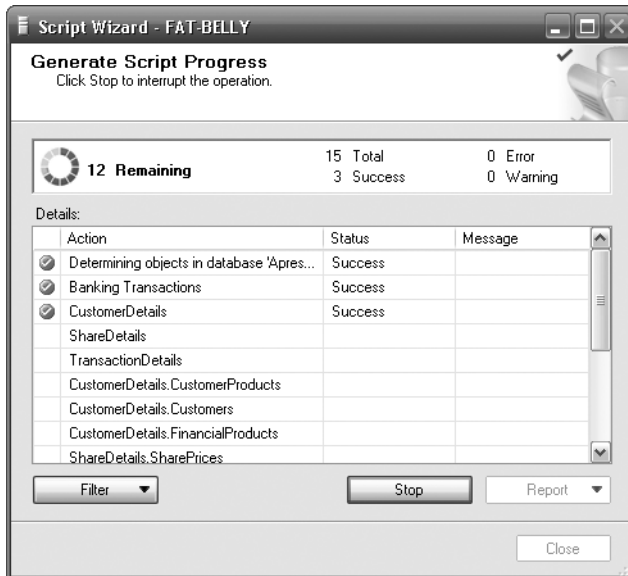 Script Wizard - FAT-BELLY
Generate Script Progress
Click Stop to interrupt the operation.
12 Remaining
15 Total
0 Error
3 Success
0 Warning
Details:
Action Status Message
Determining objects in database 'Apres... Success
Banking Transactions Success
CustomerDetails Success
ShareDetails
TransactionDetails
CustomerDetails.CustomerProducts
CustomerDetails.Customers
CustomerDetails.FinancialProducts
ShareDetails.SharePrices
Filter
Stop
Report
Close